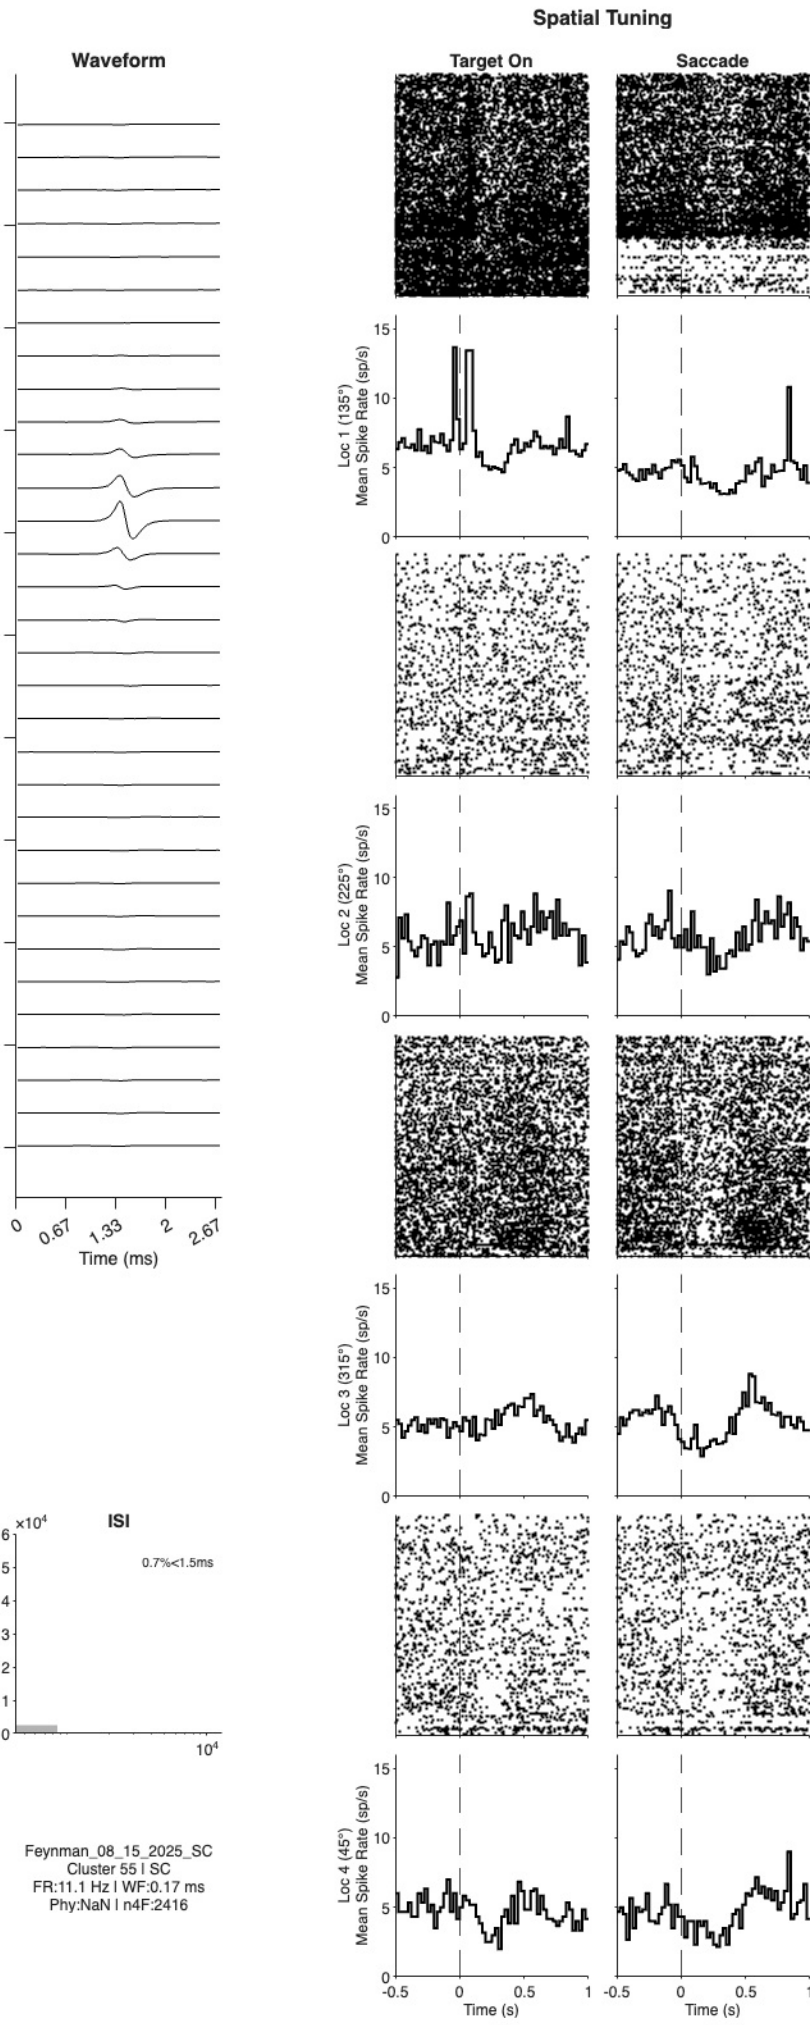 Spatial Tuning
Waveform
Target On
Saccade
0
0.67
1.33
2
2.67
Time (ms)
15
10
5
0
Loc 1 (135°)
Mean Spike Rate (sp/s)
15
10
5
0
Loc 2 (225°)
Mean Spike Rate (sp/s)
15
10
5
0
Loc 3 (315°)
Mean Spike Rate (sp/s)
×10⁴
ISI
0.7%<1.5ms
6
5
4
3
2
1
0
10⁴
Feynman_08_15_2025_SC
Cluster 55 | SC
FR:11.1 Hz | WF:0.17 ms
Phy:NaN | n4F:2416
15
10
5
0
Loc 4 (45°)
Mean Spike Rate (sp/s)
-0.5 0 0.5 1
Time (s)
-0.5 0 0.5 1
Time (s)